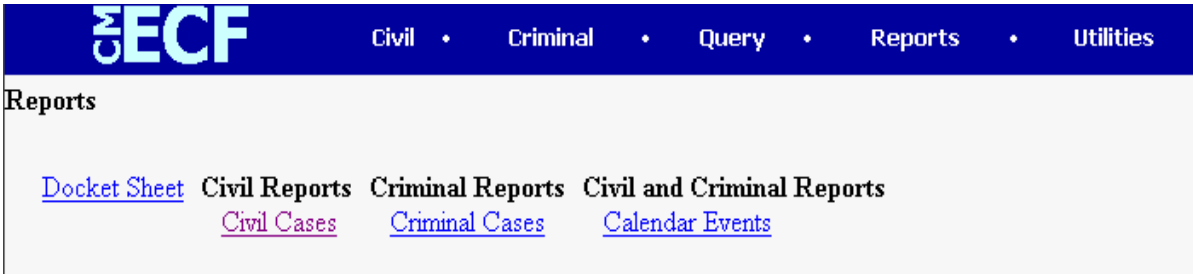 CM ECF Civil • Criminal • Query • Reports • Utilities
Reports
Docket Sheet Civil Reports Criminal Reports Civil and Criminal Reports
Civil Cases Criminal Cases Calendar Events